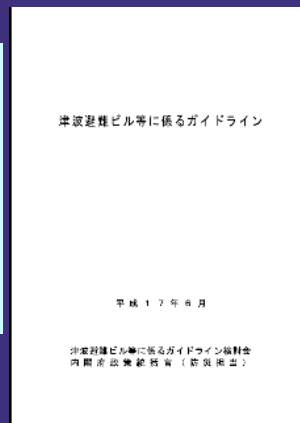 津波避難ビル等に係るガイドライン
平成17年6月
津波避難ビル等に係るガイドライン検討会
内閣府政策統括官(防災担当)